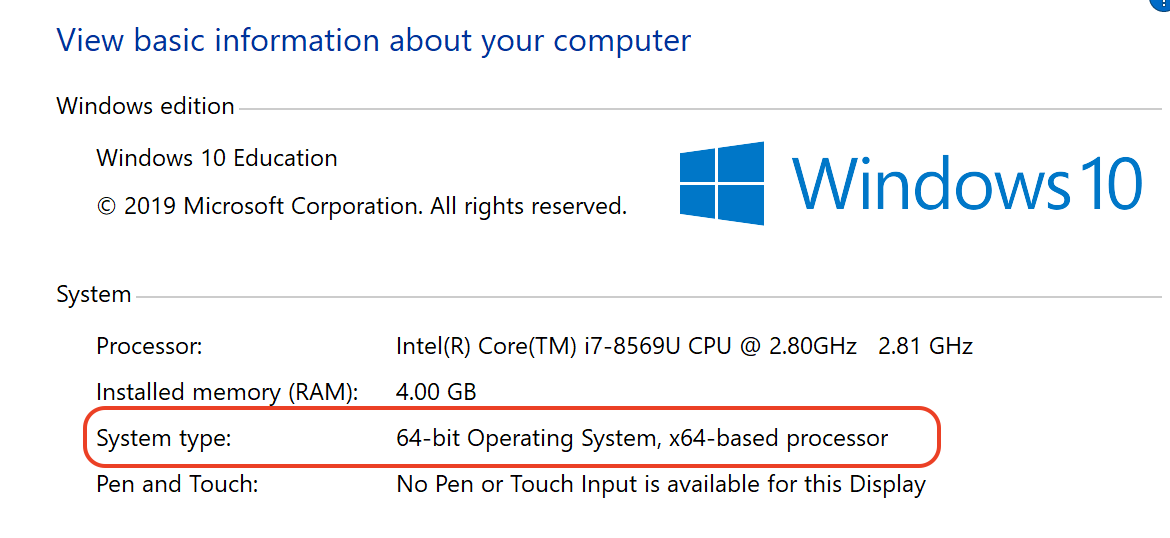 View basic information about your computer
Windows edition
Windows 10 Education
© 2019 Microsoft Corporation. All rights reserved.
Windows 10
System
Processor: Intel(R) Core(TM) i7-8569U CPU @ 2.80GHz 2.81 GHz
Installed memory (RAM): 4.00 GB
System type: 64-bit Operating System, x64-based processor
Pen and Touch: No Pen or Touch Input is available for this Display